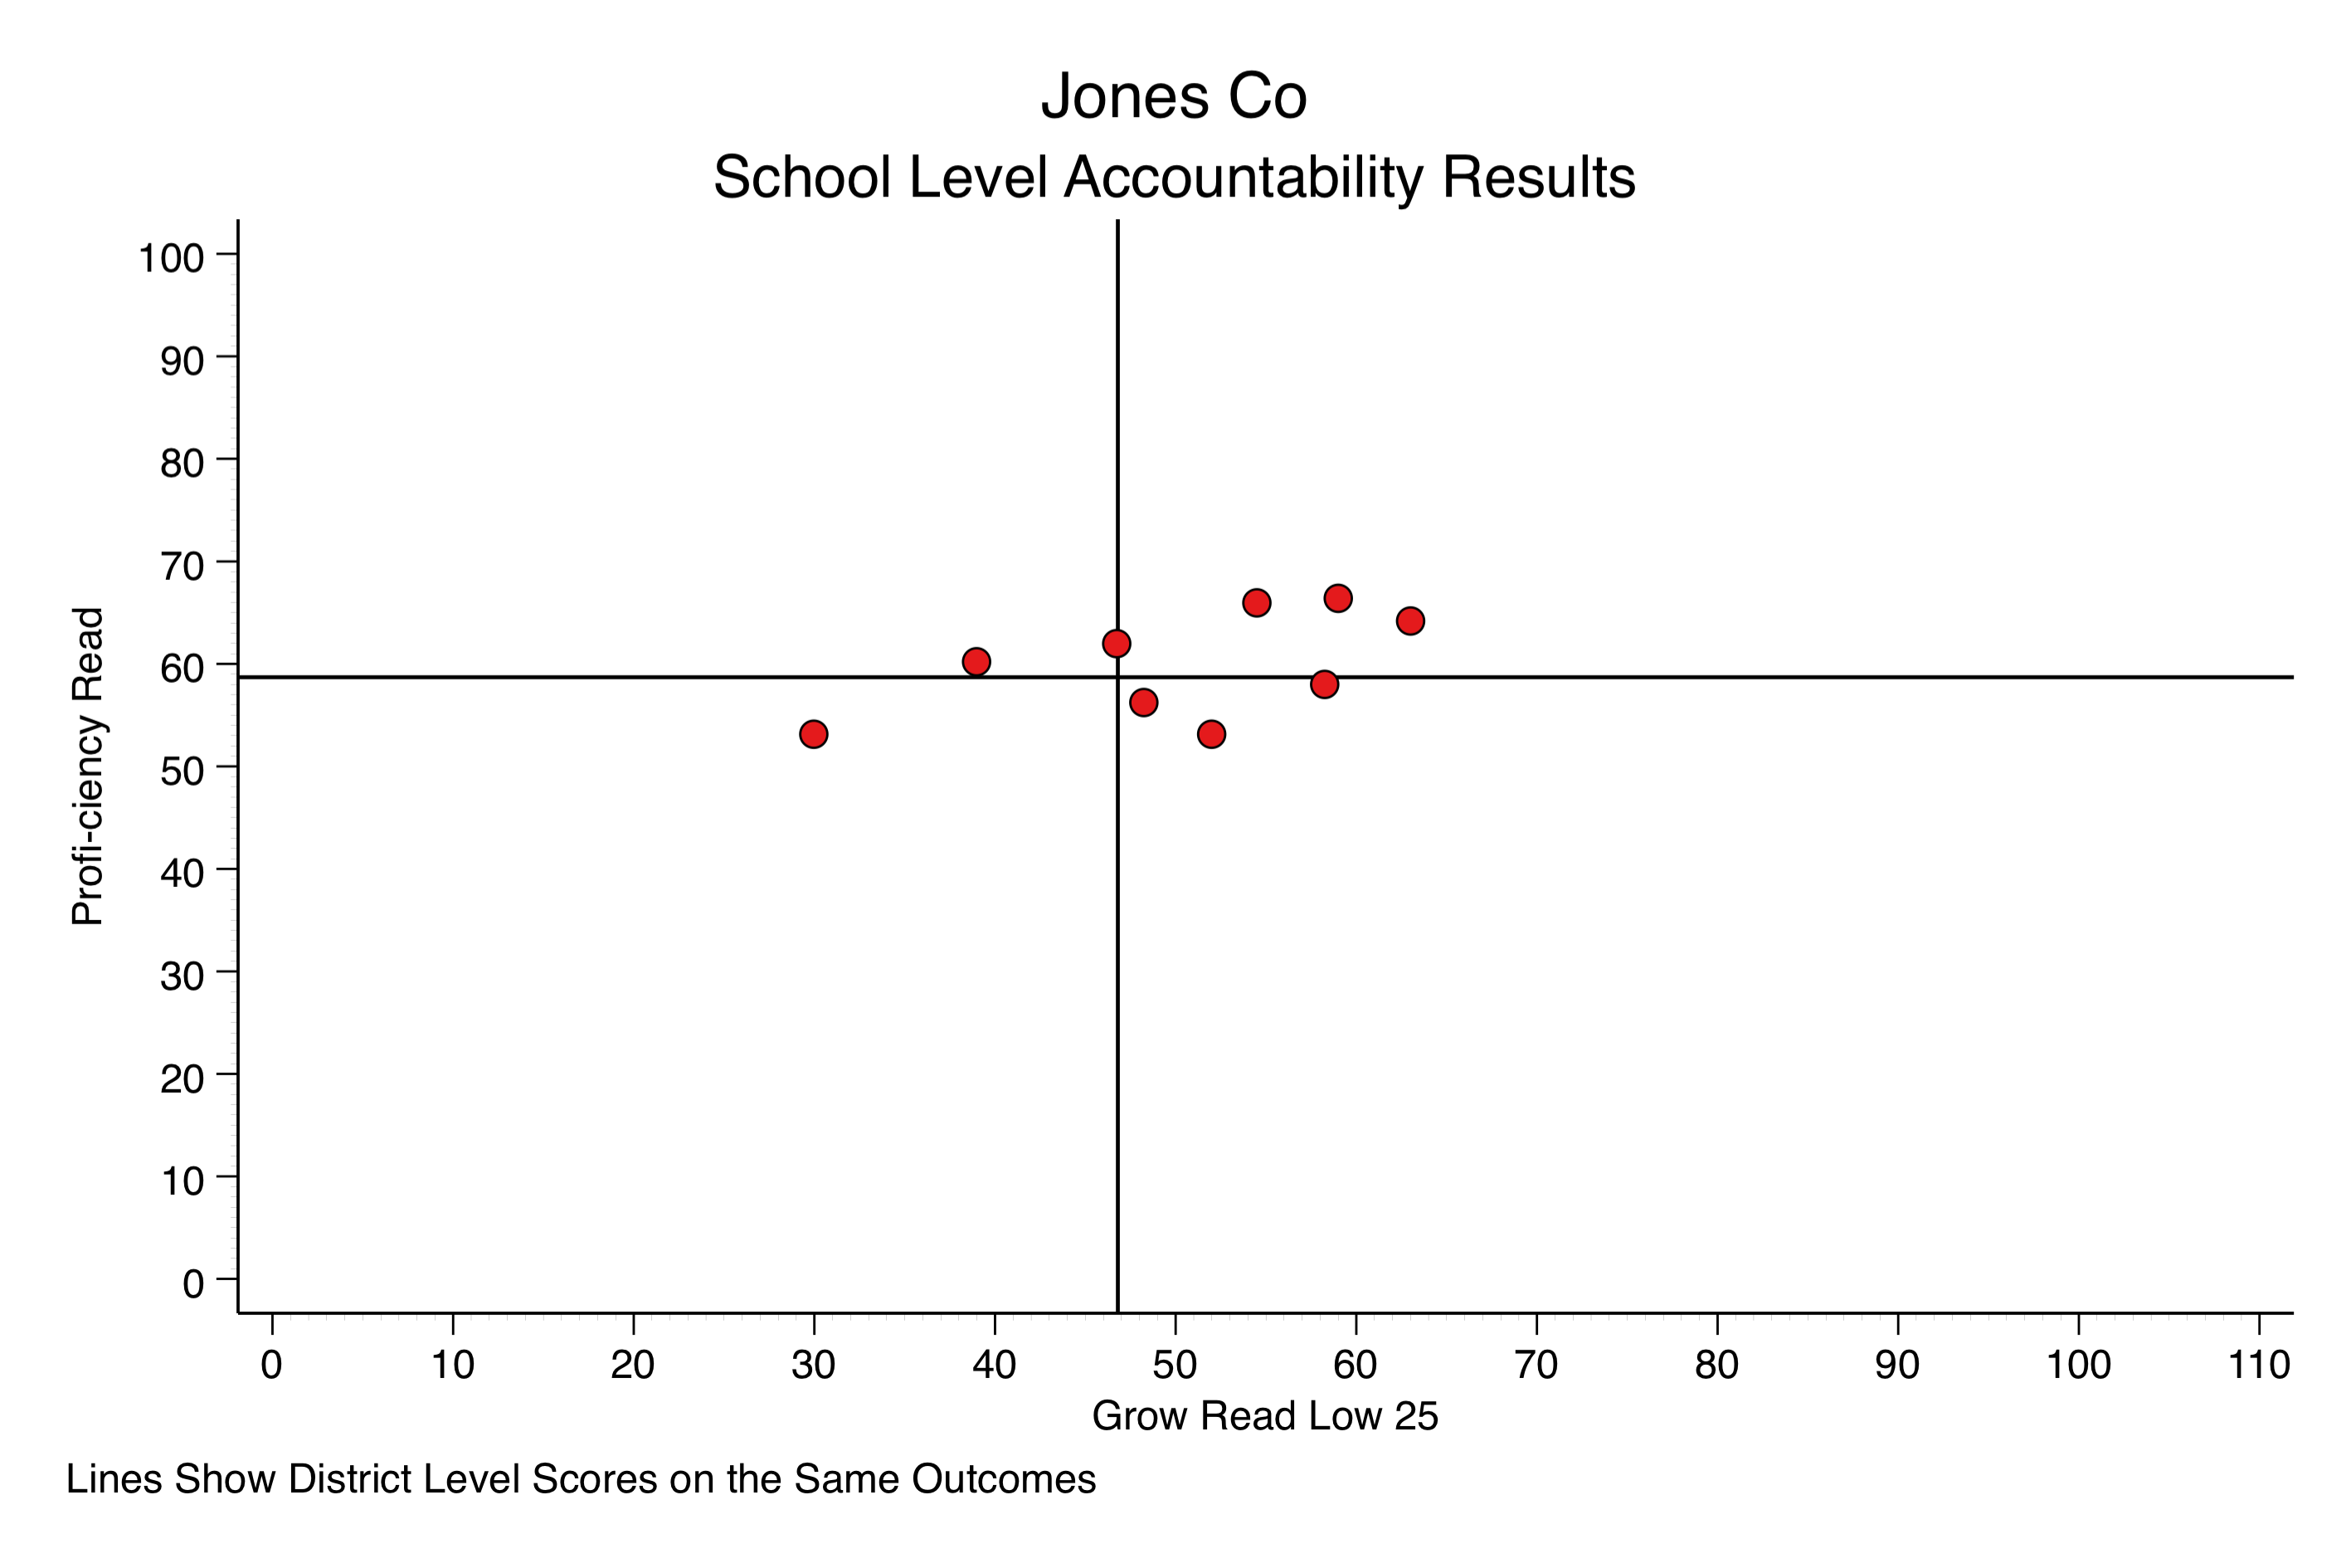 Jones Co
School Level Accountability Results
100
90
80
70
60
50
40
30
20
10
0
Profi-ciency Read
0 10 20 30 40 50 60 70 80 90 100 110
Grow Read Low 25
Lines Show District Level Scores on the Same Outcomes